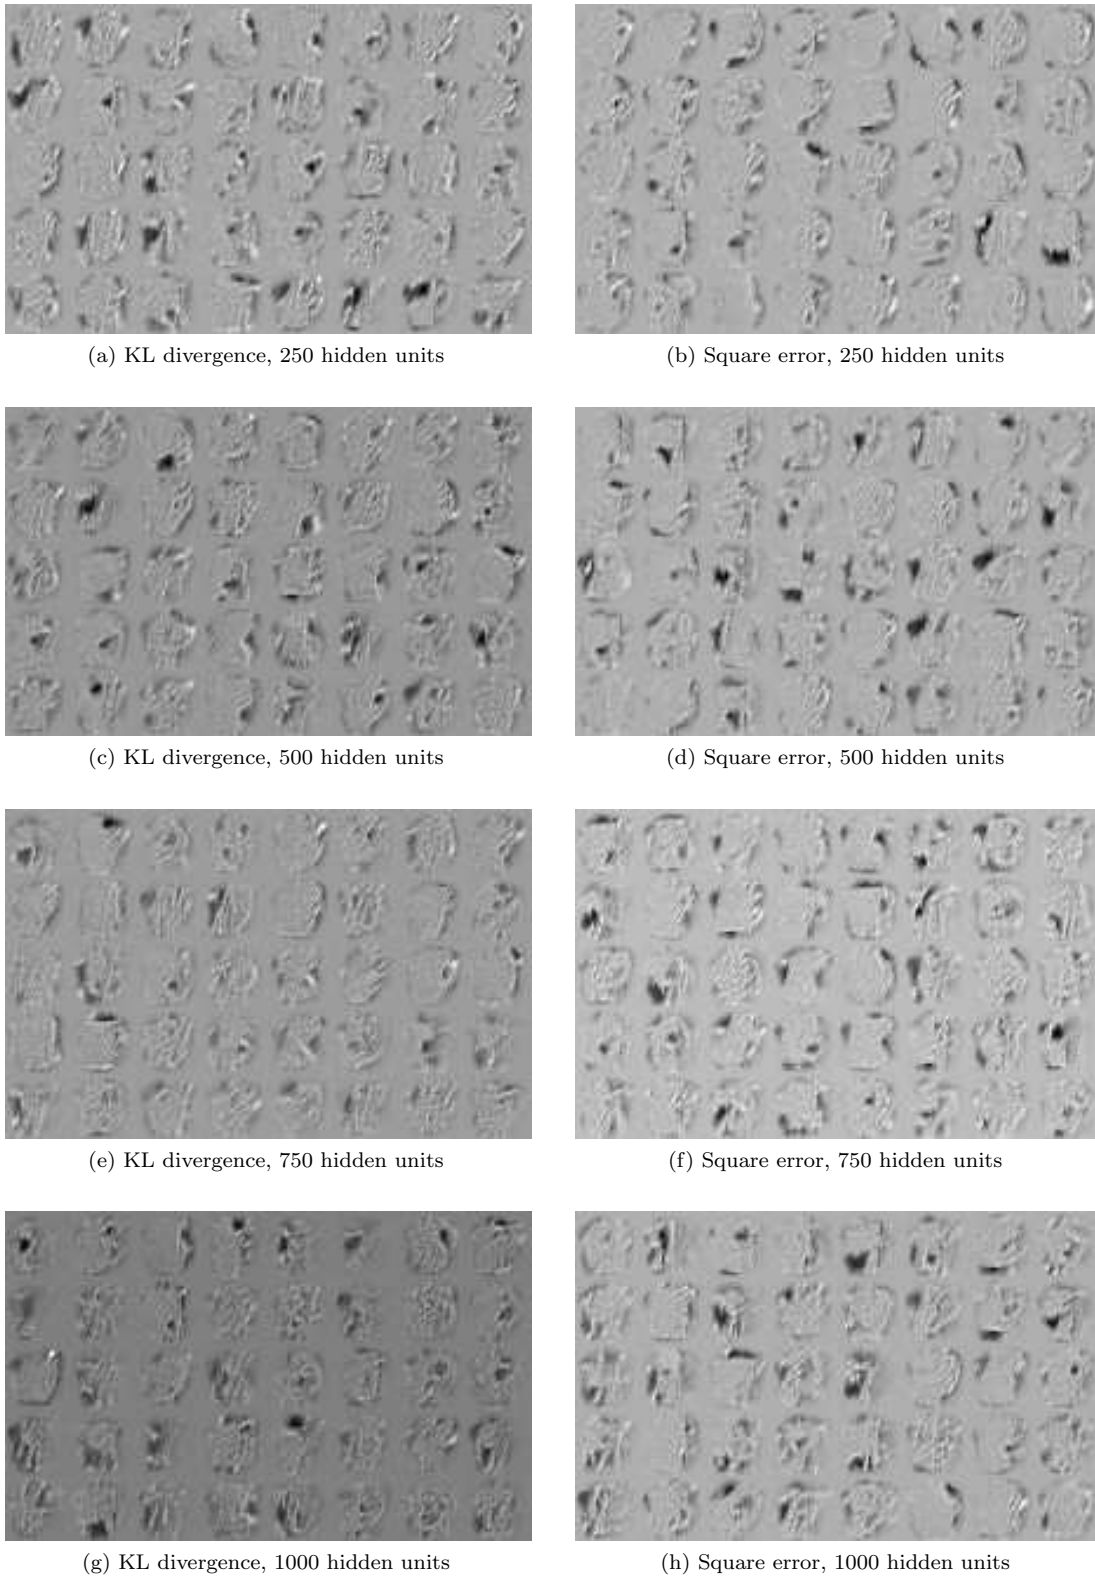 (a) KL divergence, 250 hidden units
(b) Square error, 250 hidden units
(c) KL divergence, 500 hidden units
(d) Square error, 500 hidden units
(e) KL divergence, 750 hidden units
(f) Square error, 750 hidden units
(g) KL divergence, 1000 hidden units
(h) Square error, 1000 hidden units